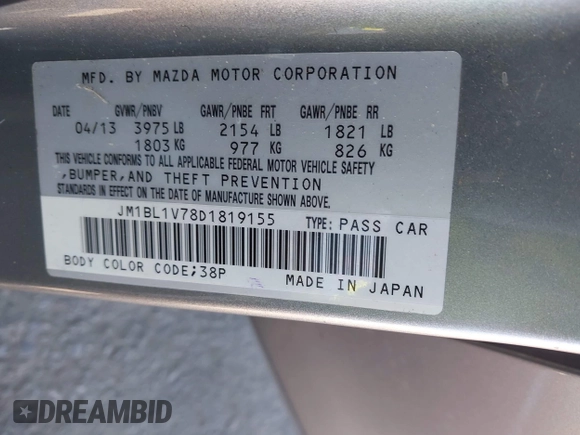 MFD. BY MAZDA MOTOR CORPORATION
DATE GVWR/PNBV GAWR/PNBE FRT GAWR/PNBE RR
04/13 3975 LB 2154 LB 1821 LB
1803 KG 977 KG 826 KG
THIS VEHICLE CONFORMS TO ALL APPLICABLE FEDERAL MOTOR VEHICLE SAFETY
,BUMPER,AND THEFT PREVENTION
STANDARDS IN EFFECT ON THE DATE OF MANUFACTURE SHOWN ABOVE.
JM1BL1V78D1819155 TYPE: PASS CAR
BODY COLOR CODE;38P MADE IN JAPAN
DREAMBID